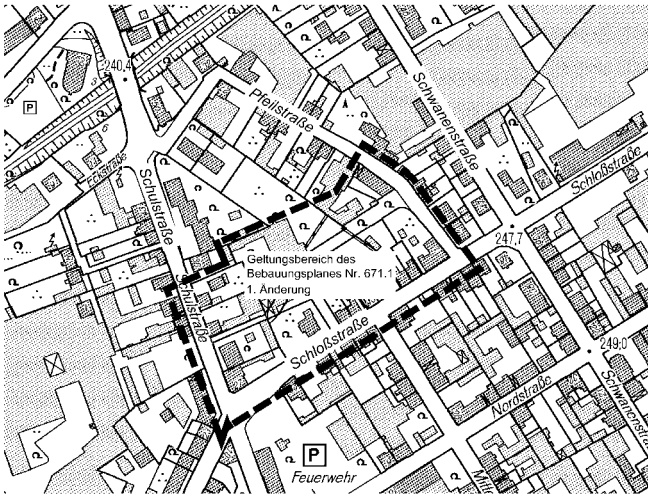 240,4
P
Pfeilstraße
Schwanenstraße
Schloßstraße
Schulstraße
247,7
Geltungsbereich des
Bebauungsplanes Nr. 671.1
1. Änderung
Schulstraße
Schloßstraße
249,0
Nordstraße
Schwanenstra
P
Feuerwehr